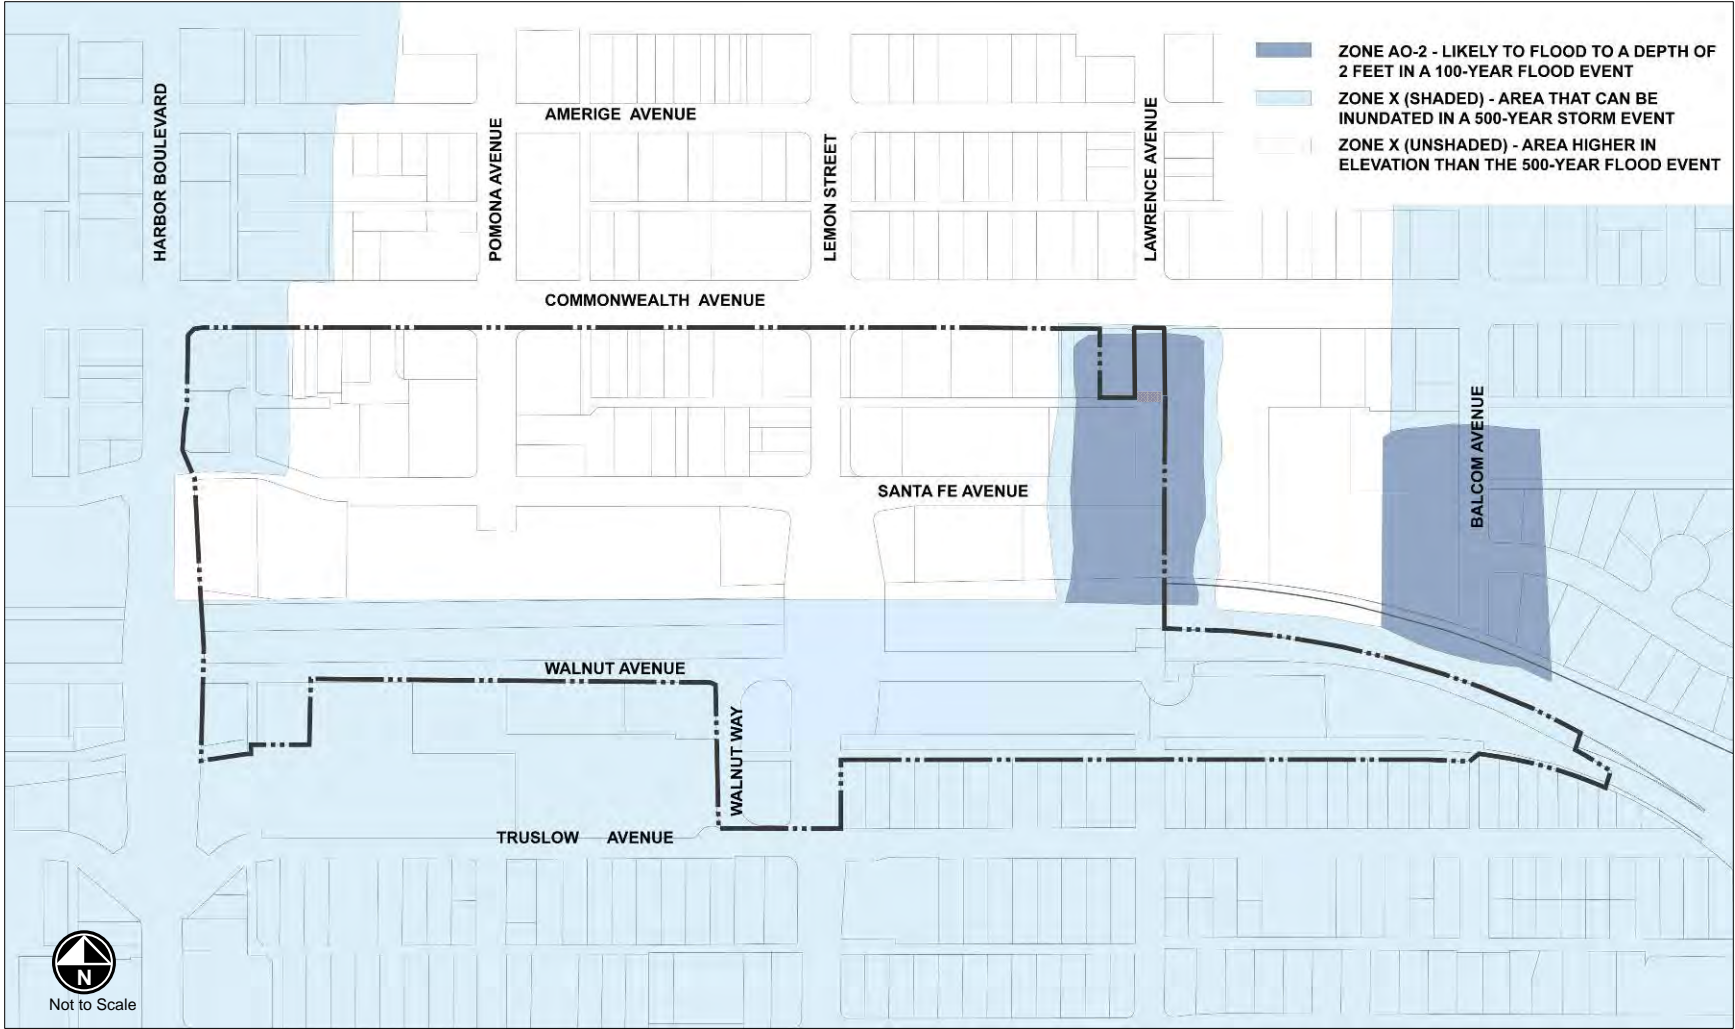 ZONE AO-2 - LIKELY TO FLOOD TO A DEPTH OF
2 FEET IN A 100-YEAR FLOOD EVENT
ZONE X (SHADED) - AREA THAT CAN BE
INUNDATED IN A 500-YEAR STORM EVENT
ZONE X (UNSHADED) - AREA HIGHER IN
ELEVATION THAN THE 500-YEAR FLOOD EVENT
HARBOR BOULEVARD
POMONA AVENUE
AMERIGE AVENUE
LEMON STREET
LAWRENCE AVENUE
COMMONWEALTH AVENUE
SANTA FE AVENUE
BALCOM AVENUE
WALNUT AVENUE
WALNUT WAY
TRUSLOW AVENUE
N
Not to Scale